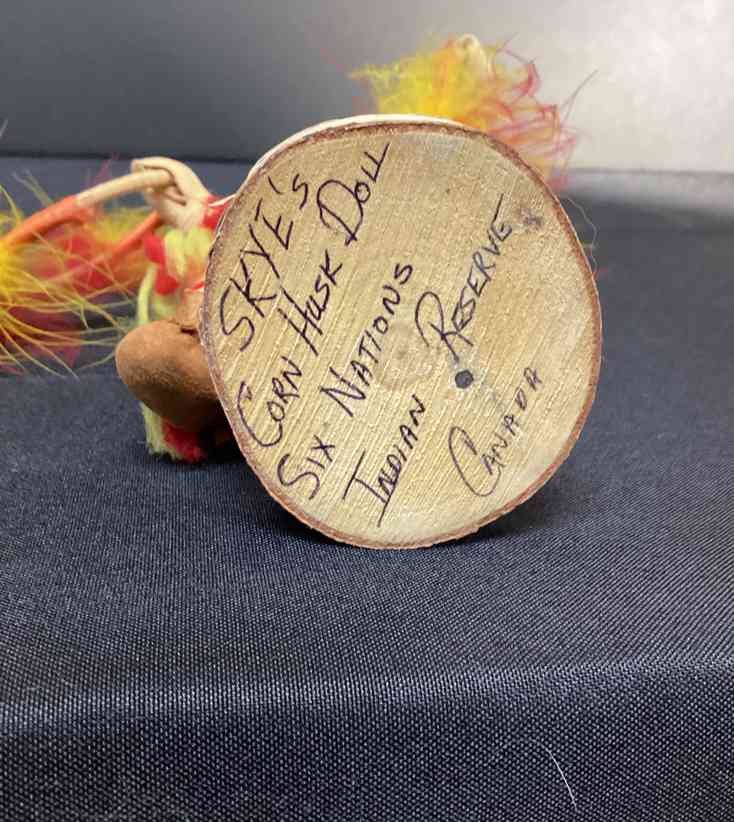 SKYE's
CORN HUSK DOLL
SIX NATIONS
INDIAN RESERVE
CANADA